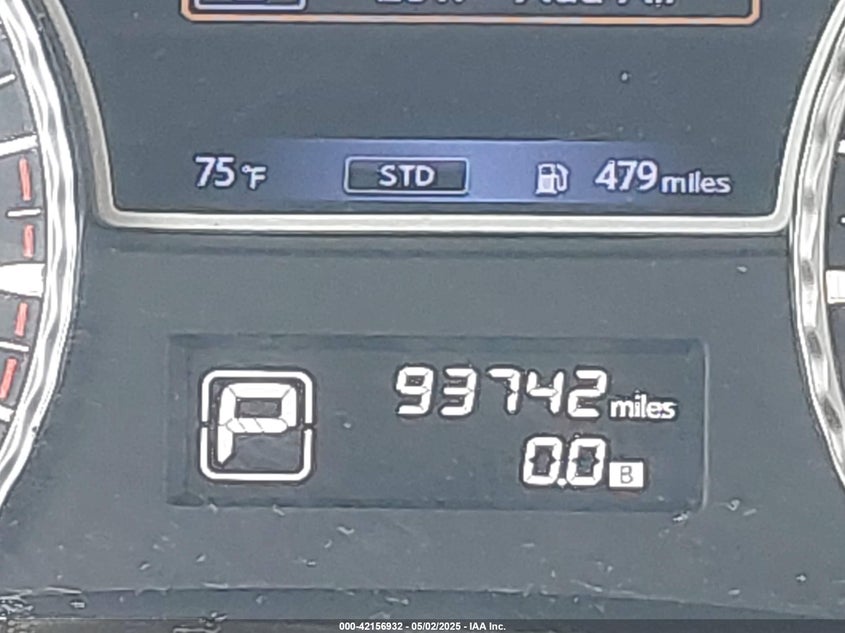 75°F STD 479 miles
P 93742 miles
0.0 B
000-42156932 - 05/02/2025 - IAA Inc.